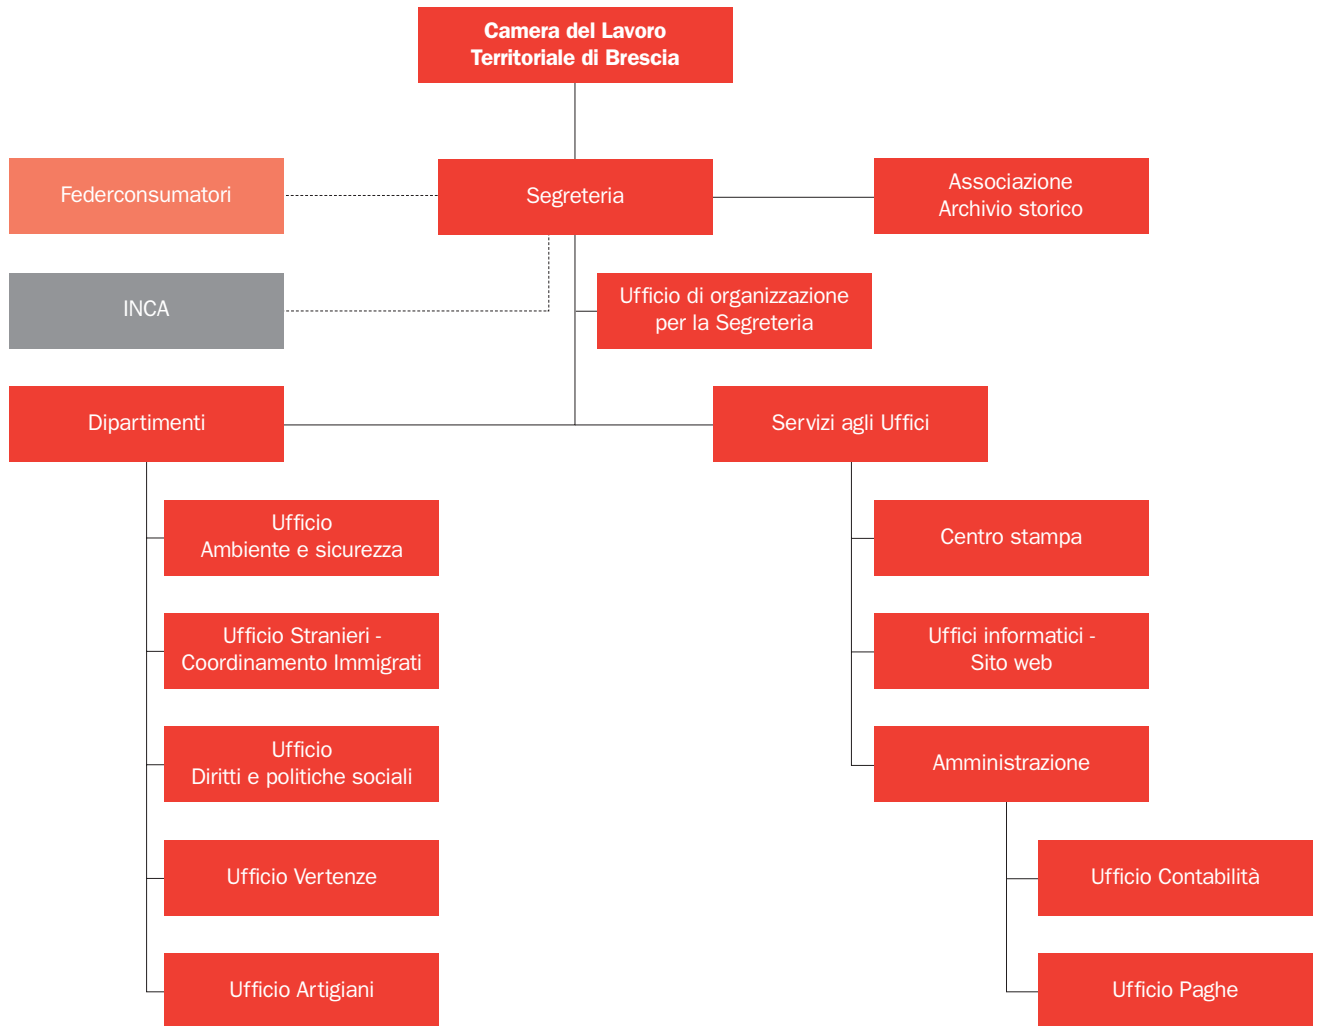 Camera del Lavoro
Territoriale di Brescia
Federconsumatori
Segreteria
Associazione
Archivio storico
INCA
Ufficio di organizzazione
per la Segreteria
Dipartimenti
Servizi agli Uffici
Ufficio
Ambiente e sicurezza
Centro stampa
Ufficio Stranieri -
Coordinamento Immigrati
Uffici informatici -
Sito web
Ufficio
Diritti e politiche sociali
Amministrazione
Ufficio Vertenze
Ufficio Contabilità
Ufficio Artigiani
Ufficio Paghe